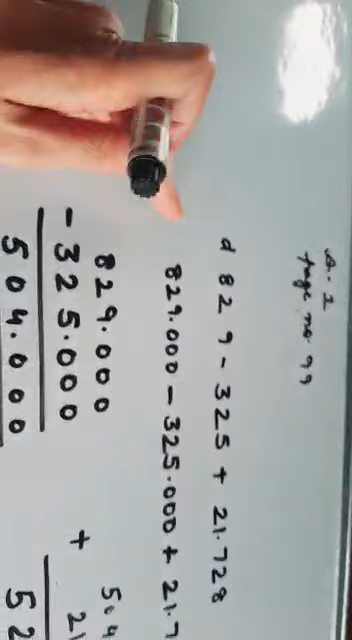 Q.1
Page no. 99
d 829 - 325 + 21.728
829.000 - 325.000 + 21.7
829.000
- 325.000
504.000
504
+ 21
52